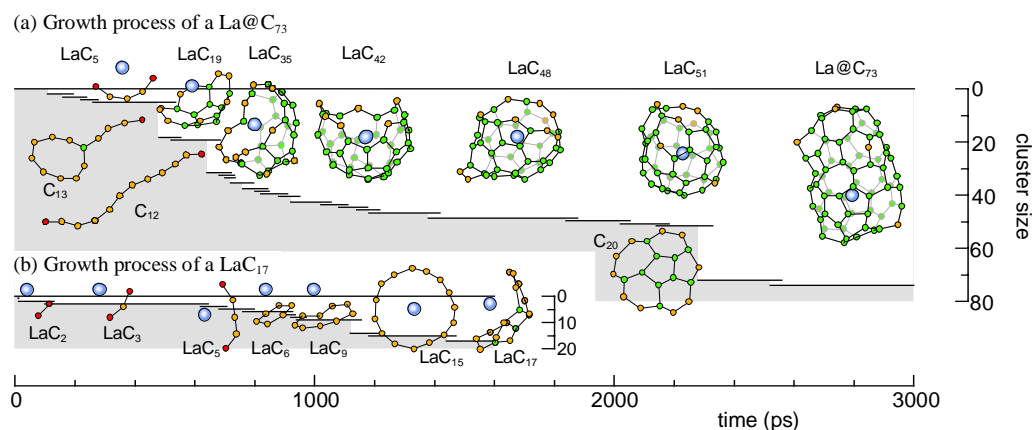 (a) Growth process of a La@C73
LaC5
LaC19
LaC35
LaC42
LaC48
LaC51
La@C73
0
20
40
60
80
cluster size
C13
C12
C20
(b) Growth process of a LaC17
0
10
20
LaC2
LaC3
LaC5
LaC6
LaC9
LaC15
LaC17
0
1000
2000
3000
time (ps)